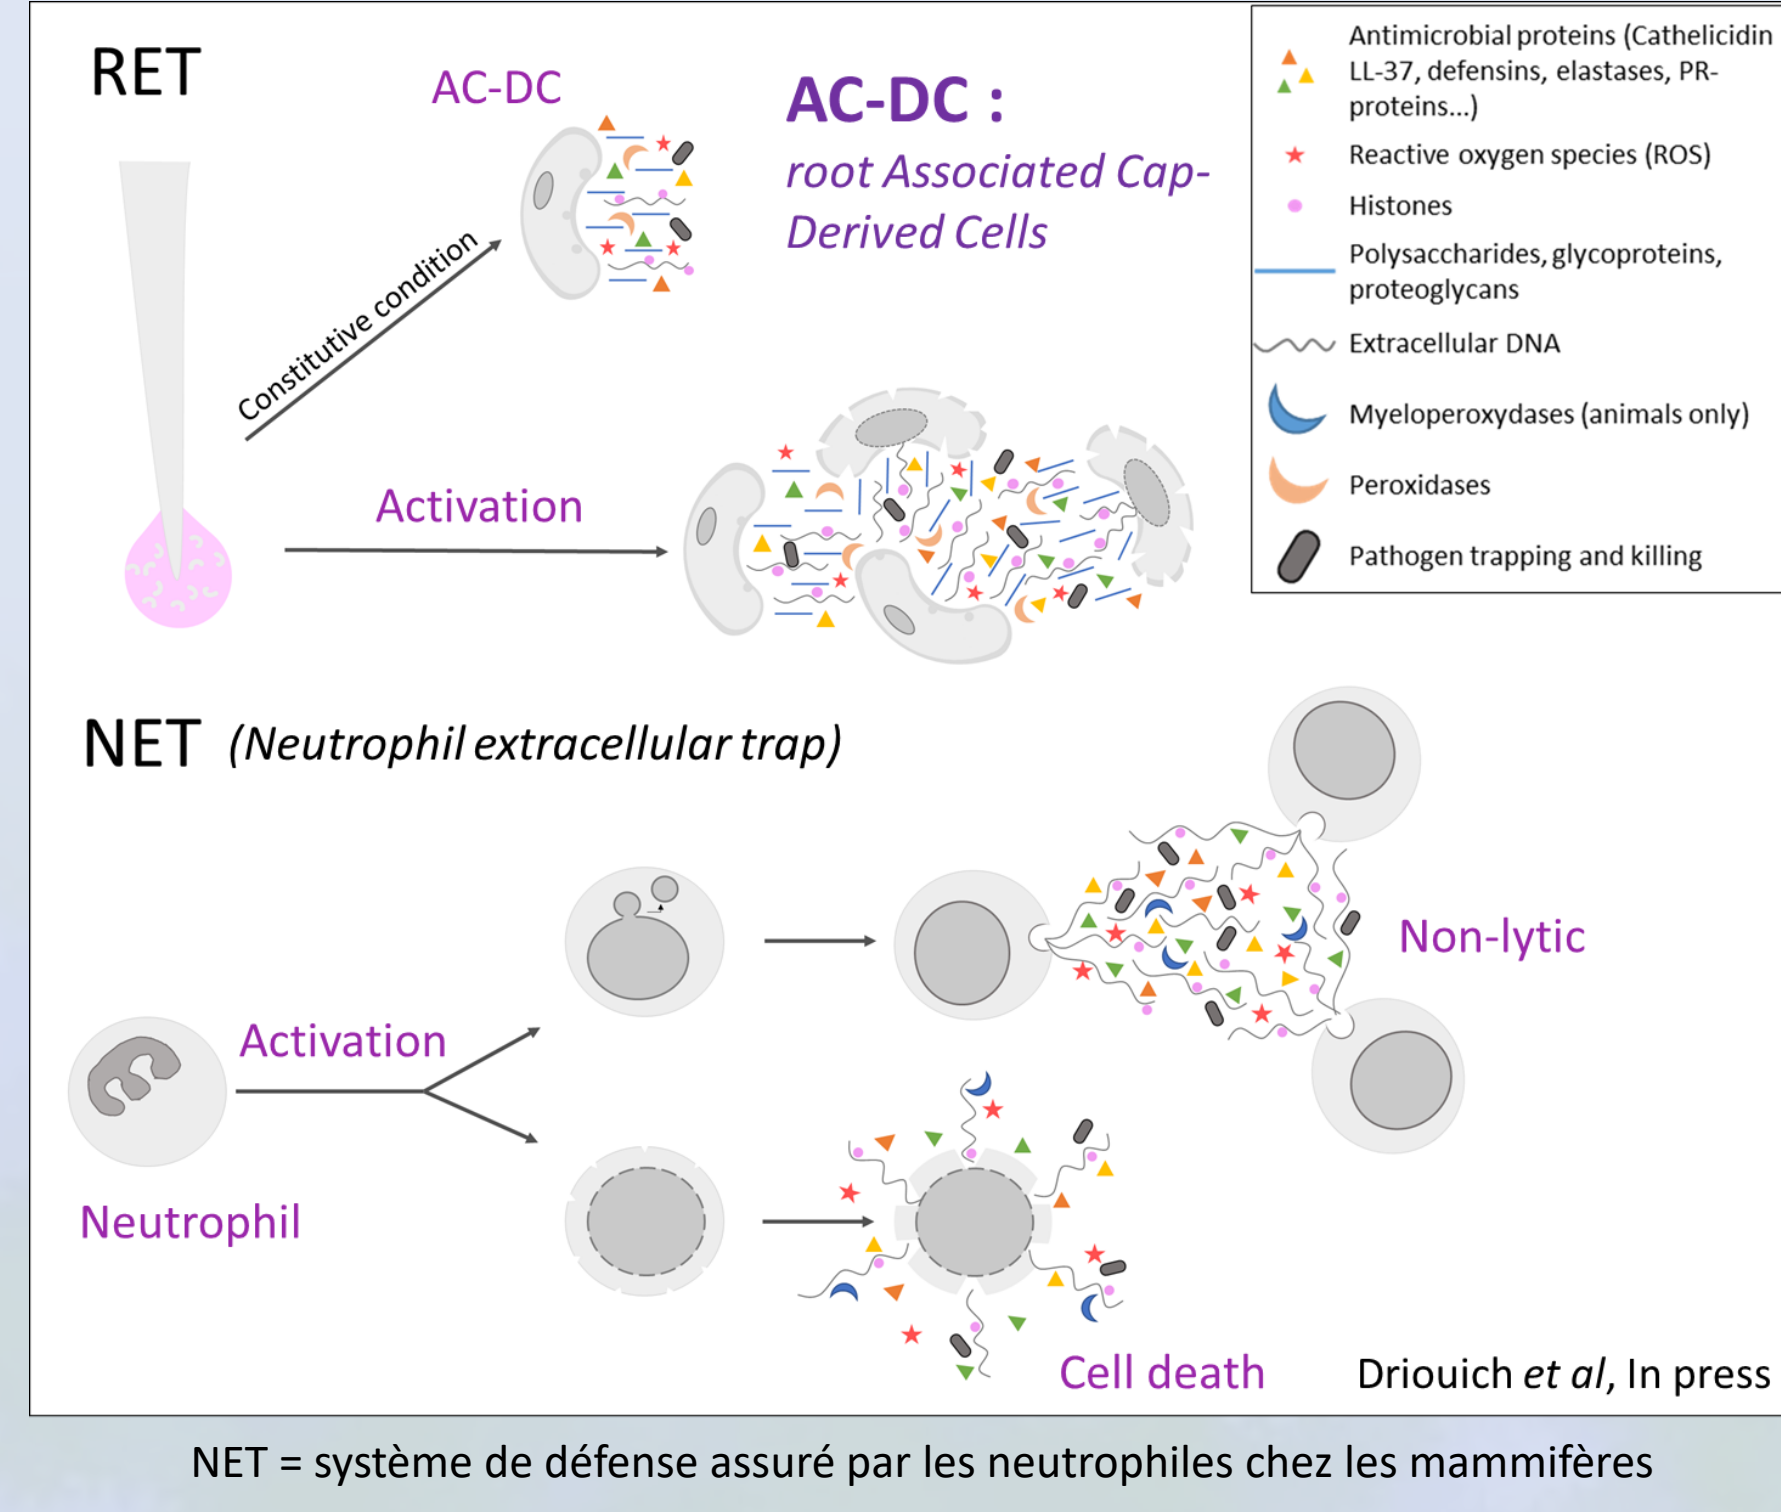 RET
AC-DC
AC-DC :
root Associated Cap-
Derived Cells
Constitutive condition
Activation
Antimicrobial proteins (Cathelicidin
LL-37, defensins, elastases, PR-
proteins...)
Reactive oxygen species (ROS)
Histones
Polysaccharides, glycoproteins,
proteoglycans
Extracellular DNA
Myeloperoxydases (animals only)
Peroxidases
Pathogen trapping and killing
NET (Neutrophil extracellular trap)
Non-lytic
Activation
Neutrophil
Cell death
Driouich et al, In press
NET = système de défense assuré par les neutrophiles chez les mammifères